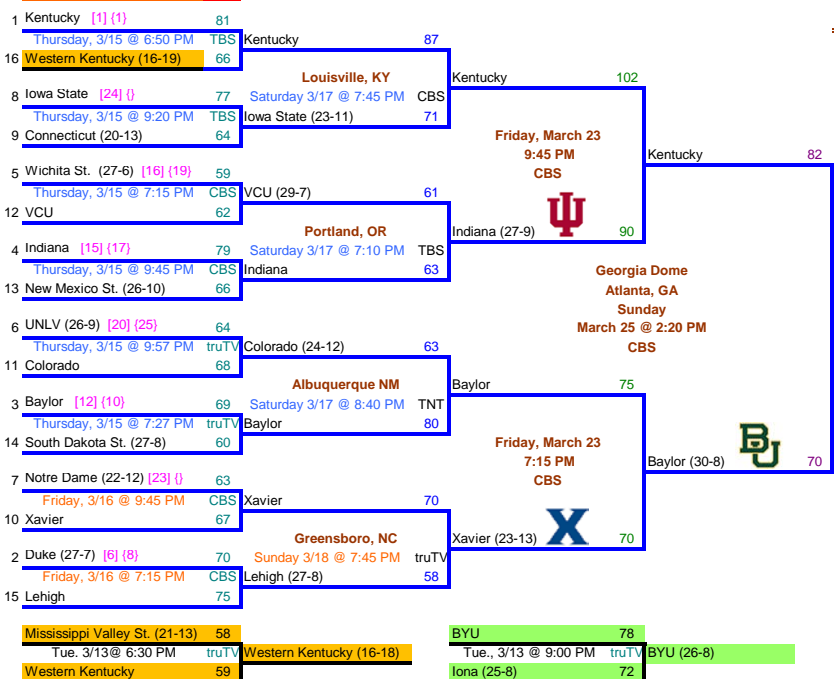 1 Kentucky [1] {1} 81
Thursday, 3/15 @ 6:50 PM TBS Kentucky 87
16 Western Kentucky (16-19) 66
Louisville, KY Kentucky 102
8 Iowa State [24] {} 77 Saturday 3/17 @ 7:45 PM CBS
Thursday, 3/15 @ 9:20 PM TBS Iowa State (23-11) 71
9 Connecticut (20-13) 64 Friday, March 23
9:45 PM Kentucky 82
5 Wichita St. (27-6) [16] {19} 59 CBS
Thursday, 3/15 @ 7:15 PM CBS VCU (29-7) 61
12 VCU 62
Portland, OR Indiana (27-9) 90
4 Indiana [15] {17} 79 Saturday 3/17 @ 7:10 PM TBS
Thursday, 3/15 @ 9:45 PM CBS Indiana 63 Georgia Dome
13 New Mexico St. (26-10) 66 Atlanta, GA
Sunday
6 UNLV (26-9) [20] {25} 64 March 25 @ 2:20 PM
Thursday, 3/15 @ 9:57 PM truTV Colorado (24-12) 63 CBS
11 Colorado 68
Albuquerque NM Baylor 75
3 Baylor [12] {10} 69 Saturday 3/17 @ 8:40 PM TNT
Thursday, 3/15 @ 7:27 PM truTV Baylor 80
14 South Dakota St. (27-8) 60 Friday, March 23
7:15 PM Baylor (30-8) BU 70
7 Notre Dame (22-12) [23] {} 63 CBS
Friday, 3/16 @ 9:45 PM CBS Xavier 70
10 Xavier 67
Greensboro, NC Xavier (23-13) X 70
2 Duke (27-7) [6] {8} 70 Sunday 3/18 @ 7:45 PM truTV
Friday, 3/16 @ 7:15 PM CBS Lehigh (27-8) 58
15 Lehigh 75
Mississippi Valley St. (21-13) 58 BYU 78
Tue. 3/13@ 6:30 PM truTV Western Kentucky (16-18) Tue., 3/13 @ 9:00 PM truTV BYU (26-8)
Western Kentucky 59 Iona (25-8) 72